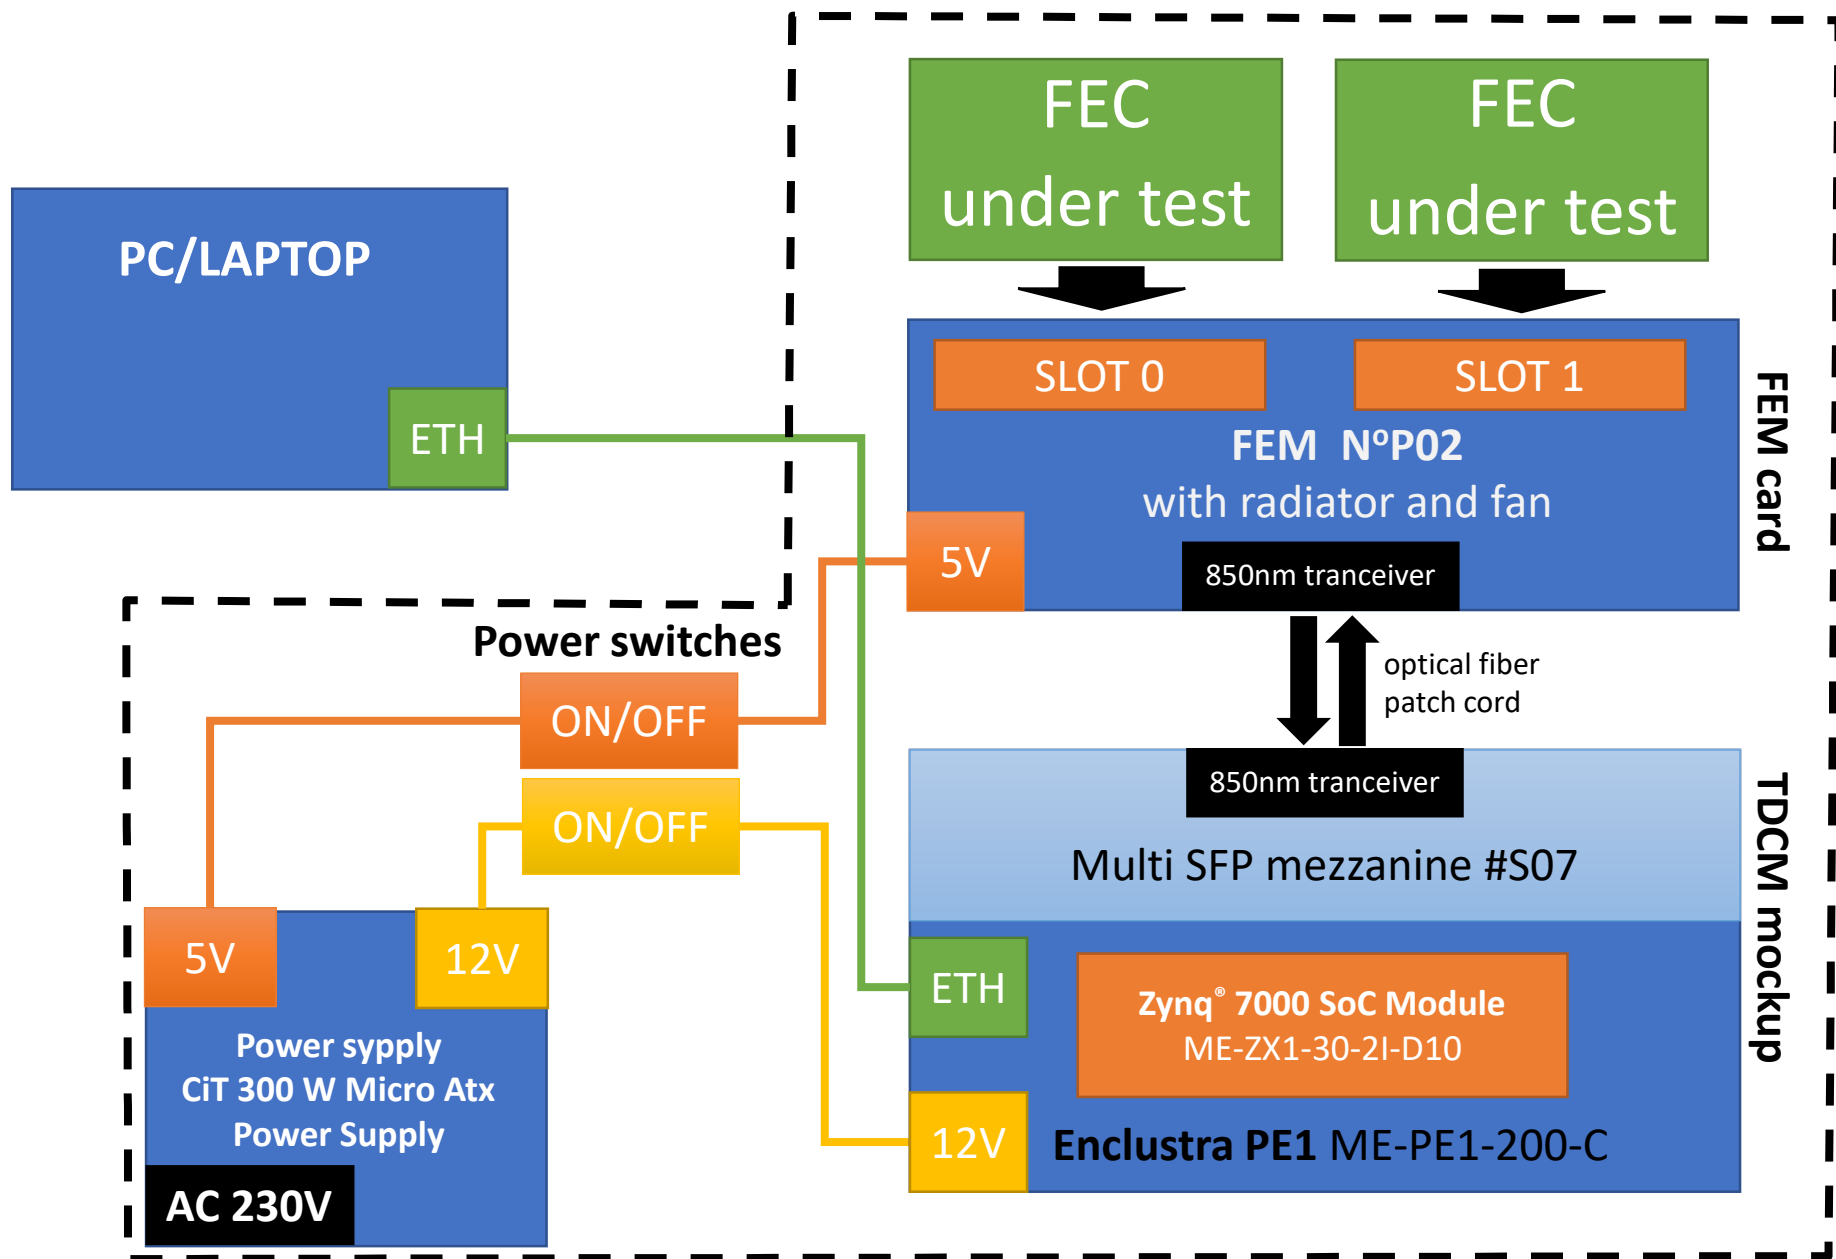 FEC
under test
FEC
under test
PC/LAPTOP
ETH
SLOT 0
SLOT 1
FEM NºP02
with radiator and fan
5V
850nm tranceiver
FEM card
optical fiber
patch cord
Power switches
ON/OFF
ON/OFF
850nm tranceiver
Multi SFP mezzanine #S07
ETH
Zynq® 7000 SoC Module
ME-ZX1-30-2I-D10
12V
Enclustra PE1 ME-PE1-200-C
TDCM mockup
5V
12V
Power sypply
CiT 300 W Micro Atx
Power Supply
AC 230V